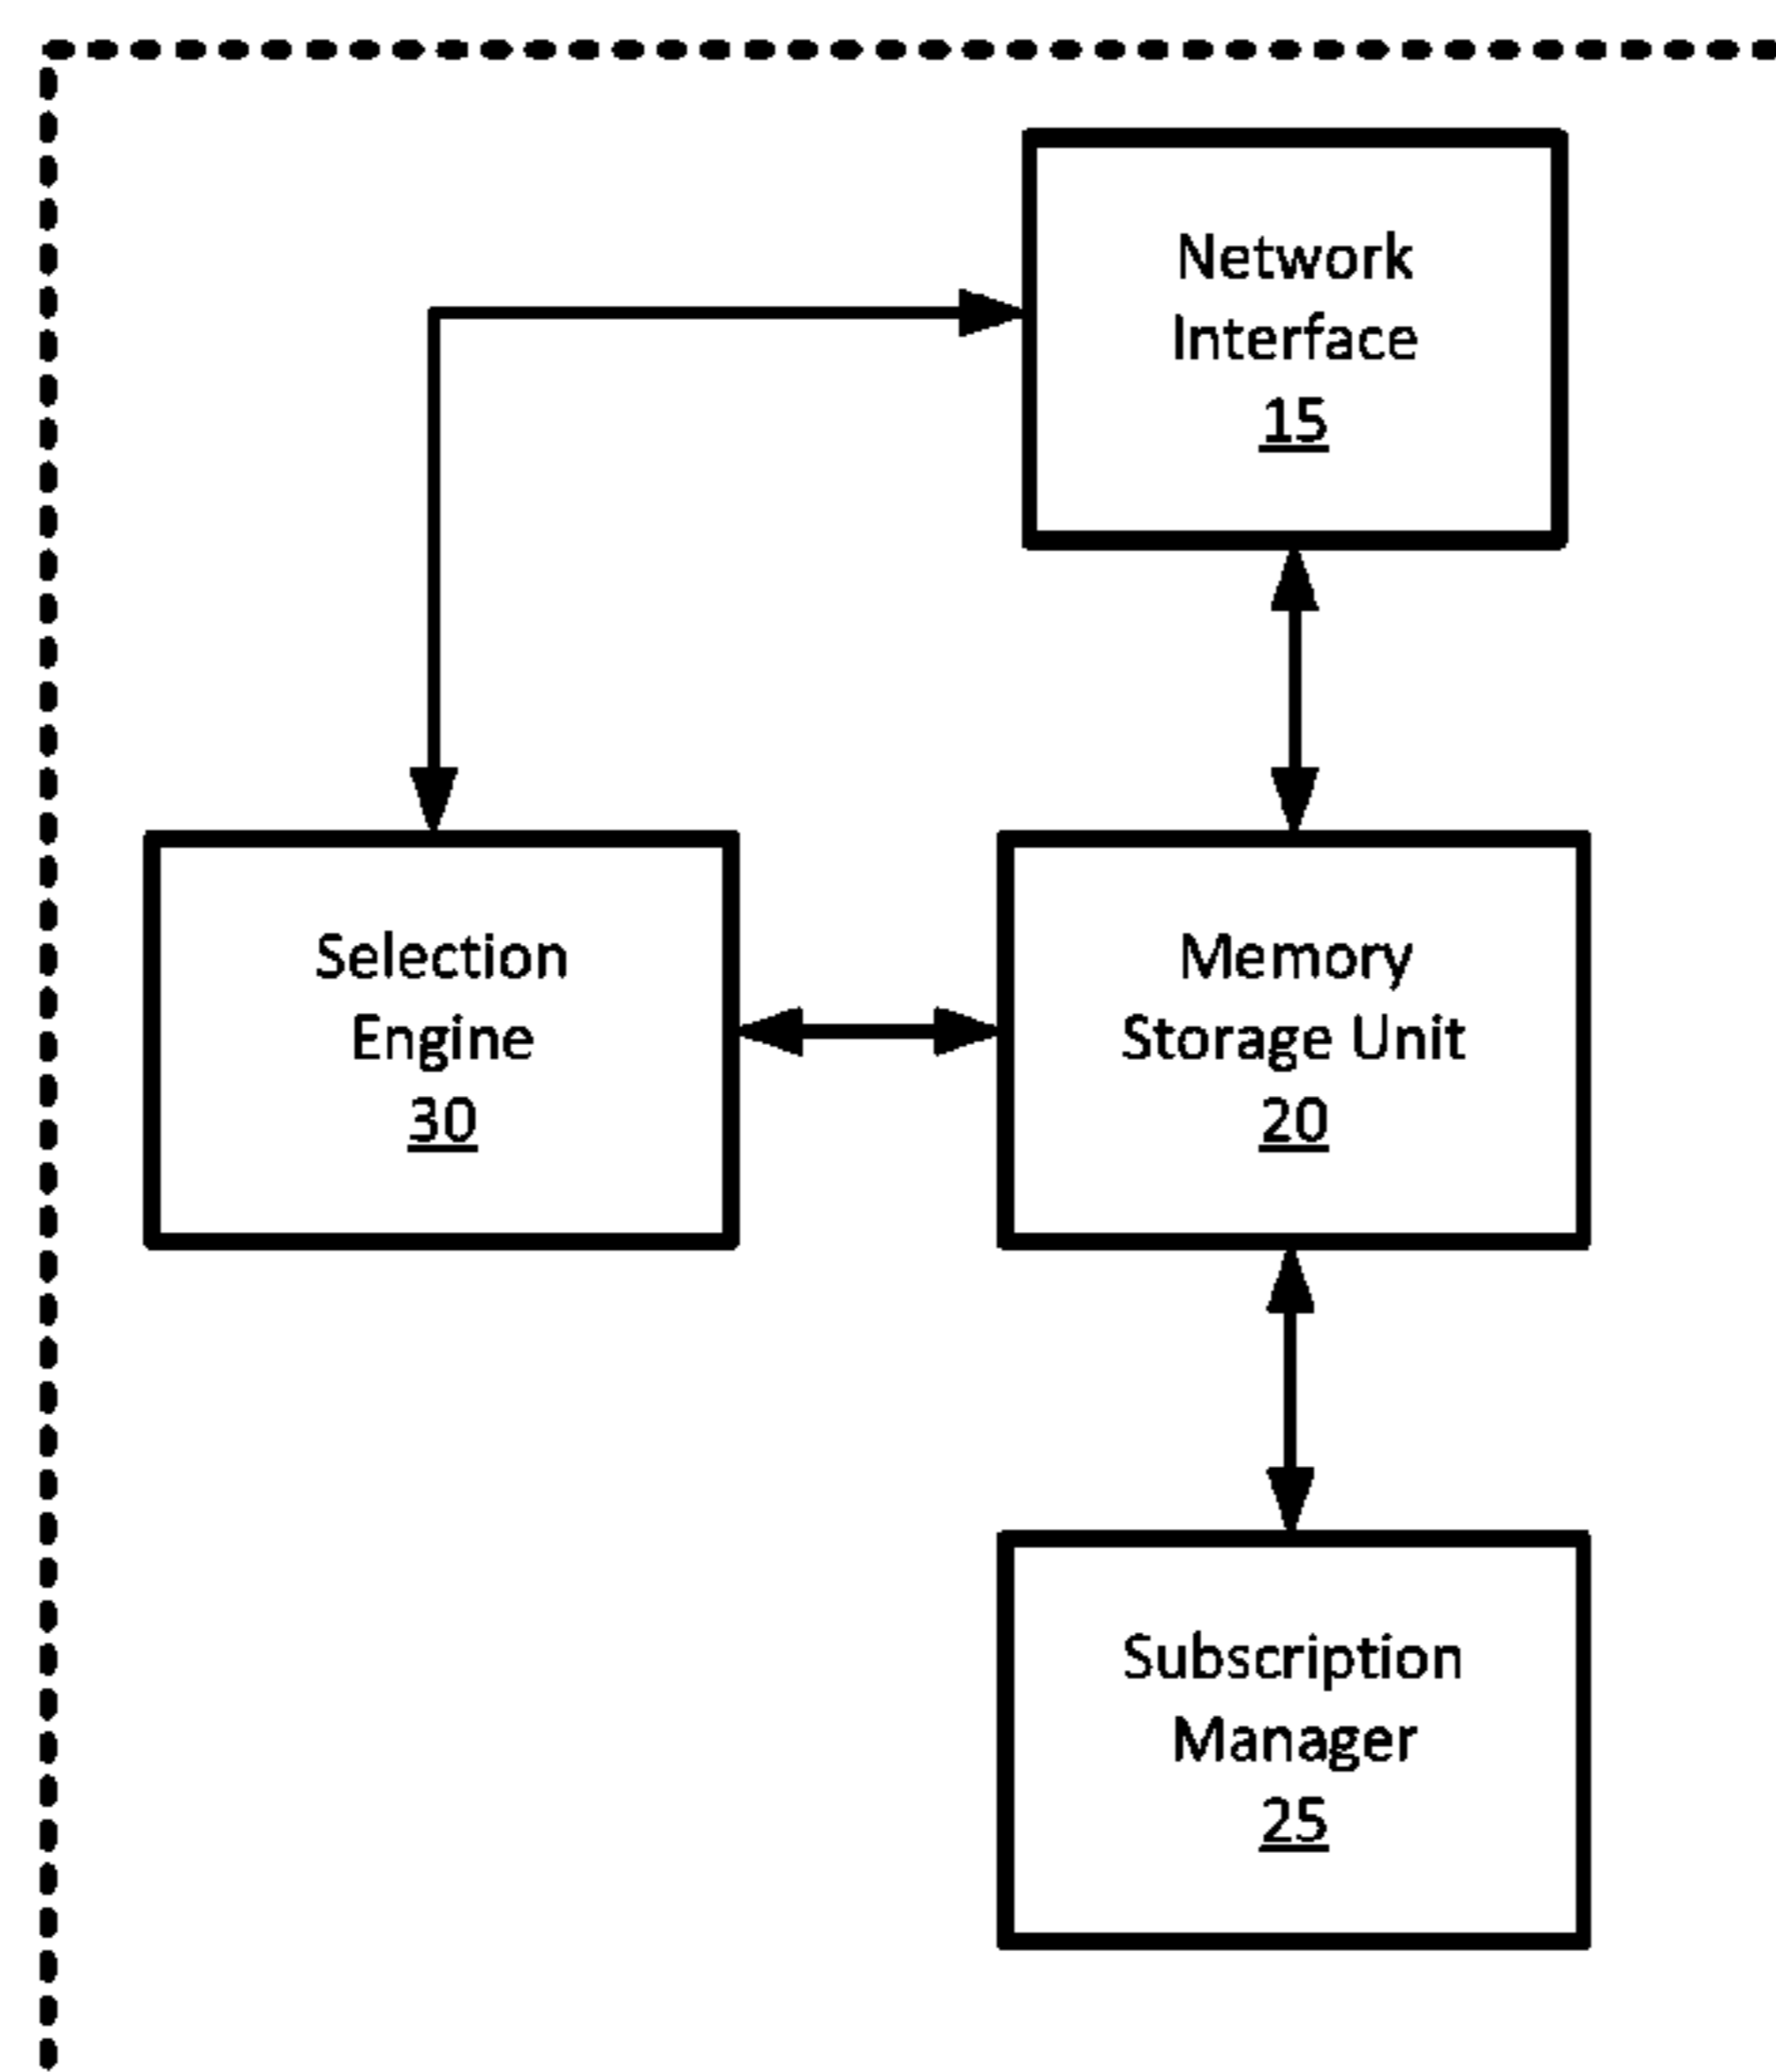 Network
Interface
15
Selection
Engine
30
Memory
Storage Unit
20
Subscription
Manager
25